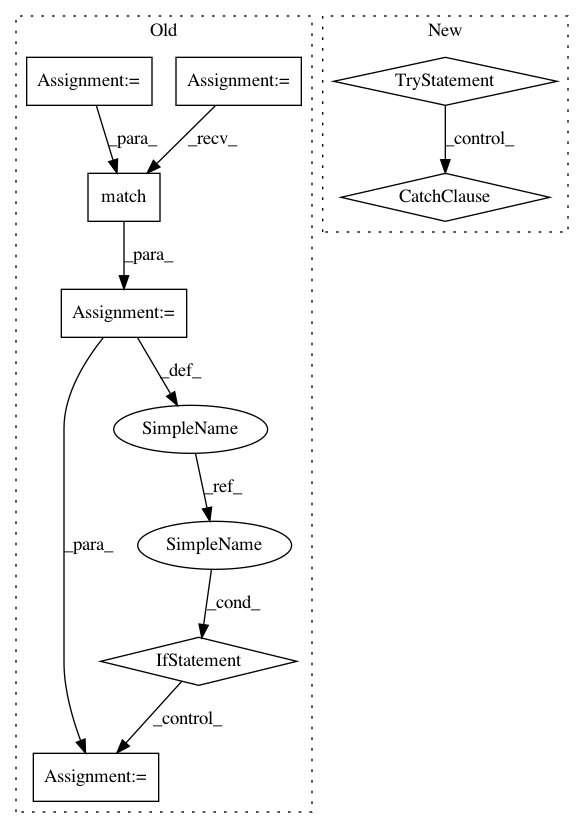 Old
New
Assignment:=
Assignment:=
TryStatement
_para_
_recv_
_control_
match
CatchClause
_para_
Assignment:=
_def_
SimpleName
_ref_
_para_
SimpleName
_cond_
IfStatement
_control_
Assignment:=